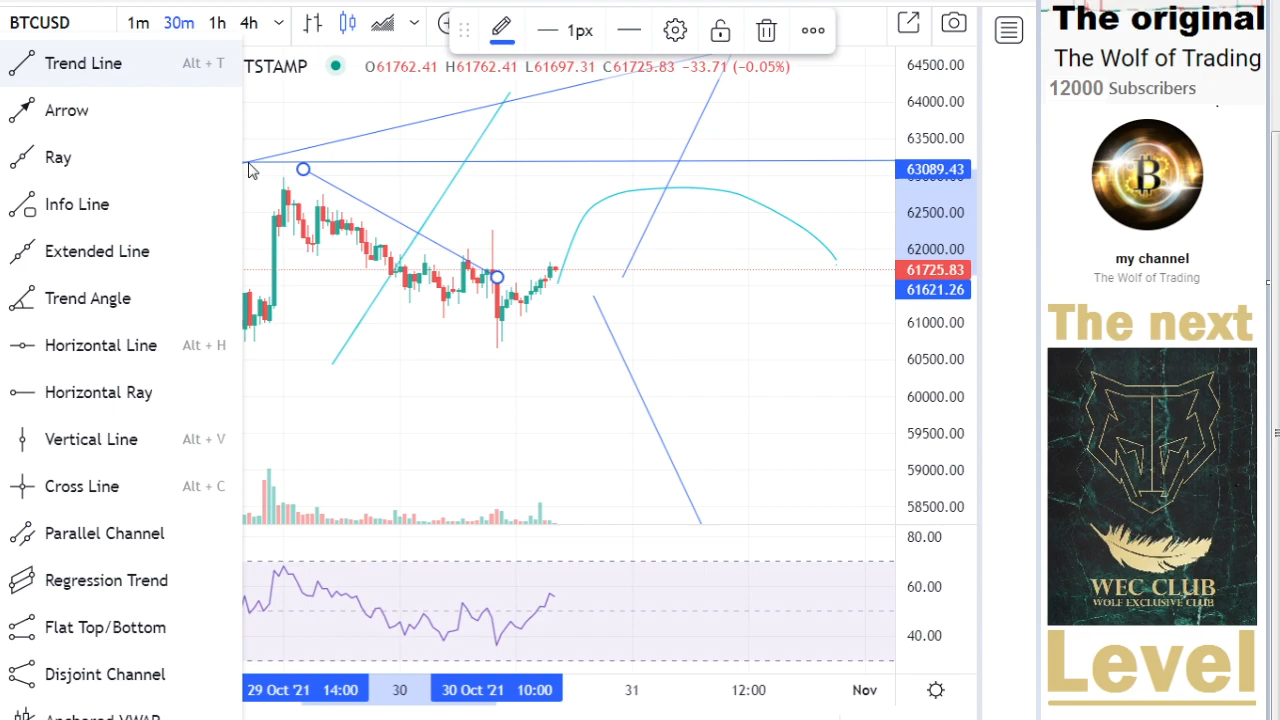 BTCUSD 1m 30m 1h 4h
1px
Trend Line Alt + T
Arrow
Ray
Info Line
Extended Line
Trend Angle
Horizontal Line Alt + H
Horizontal Ray
Vertical Line Alt + V
Cross Line Alt + C
Parallel Channel
Regression Trend
Flat Top/Bottom
Disjoint Channel
Anchored VWAP
TSTAMP O61762.41 H61762.41 L61697.31 C61725.83 −33.71 (−0.05%)
64500.00
64000.00
63500.00
63089.43
62500.00
62000.00
61725.83
61621.26
61000.00
60500.00
60000.00
59500.00
59000.00
58500.00
80.00
60.00
40.00
29 Oct '21 14:00 30 30 Oct '21 10:00 31 12:00 Nov
The original
The Wolf of Trading
12000 Subscribers
my channel
The Wolf of Trading
The next
WEC CLUB
WOLF EXCLUSIVE CLUB
Level